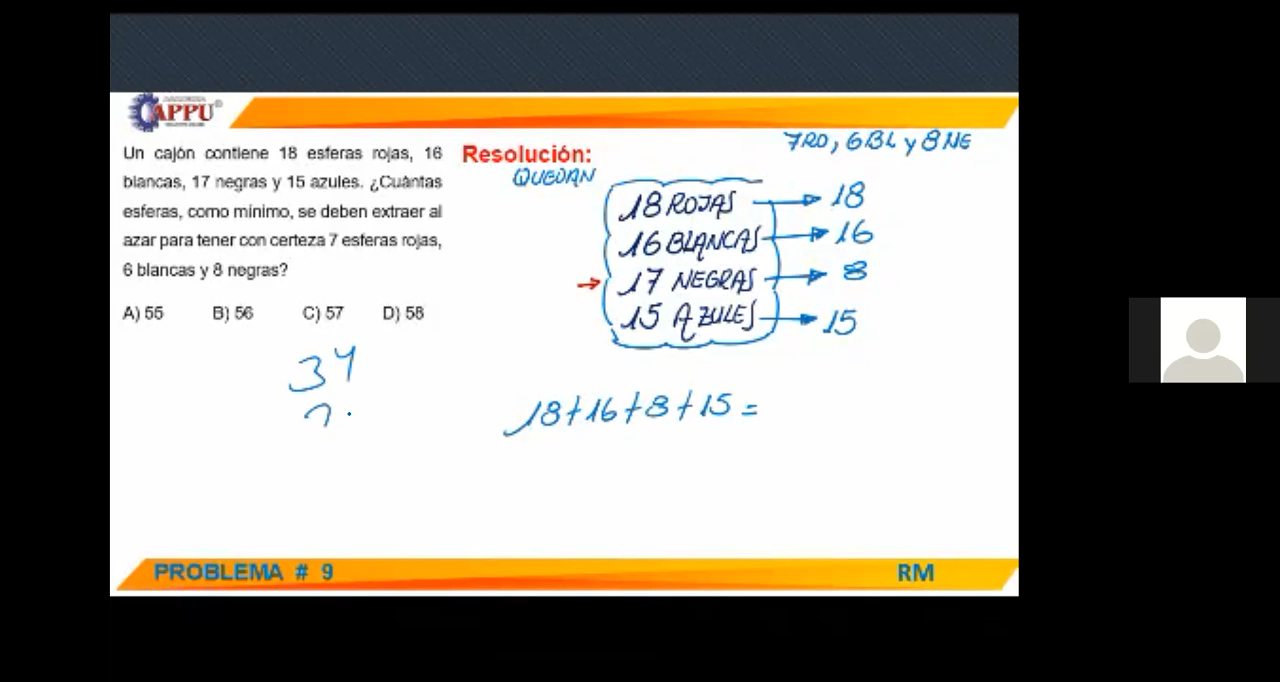 APPU
Un cajón contiene 18 esferas rojas, 16
blancas, 17 negras y 15 azules. ¿Cuántas
esferas, como mínimo, se deben extraer al
azar para tener con certeza 7 esferas rojas,
6 blancas y 8 negras?
A) 55 B) 56 C) 57 D) 58
34
Resolución:
7RO, 6BL y 8NE
QUEDAN
18 ROJAS → 18
16 BLANCAS → 16
→ 17 NEGRAS → 8
15 AZULES → 15
18+16+8+15=
PROBLEMA # 9
RM